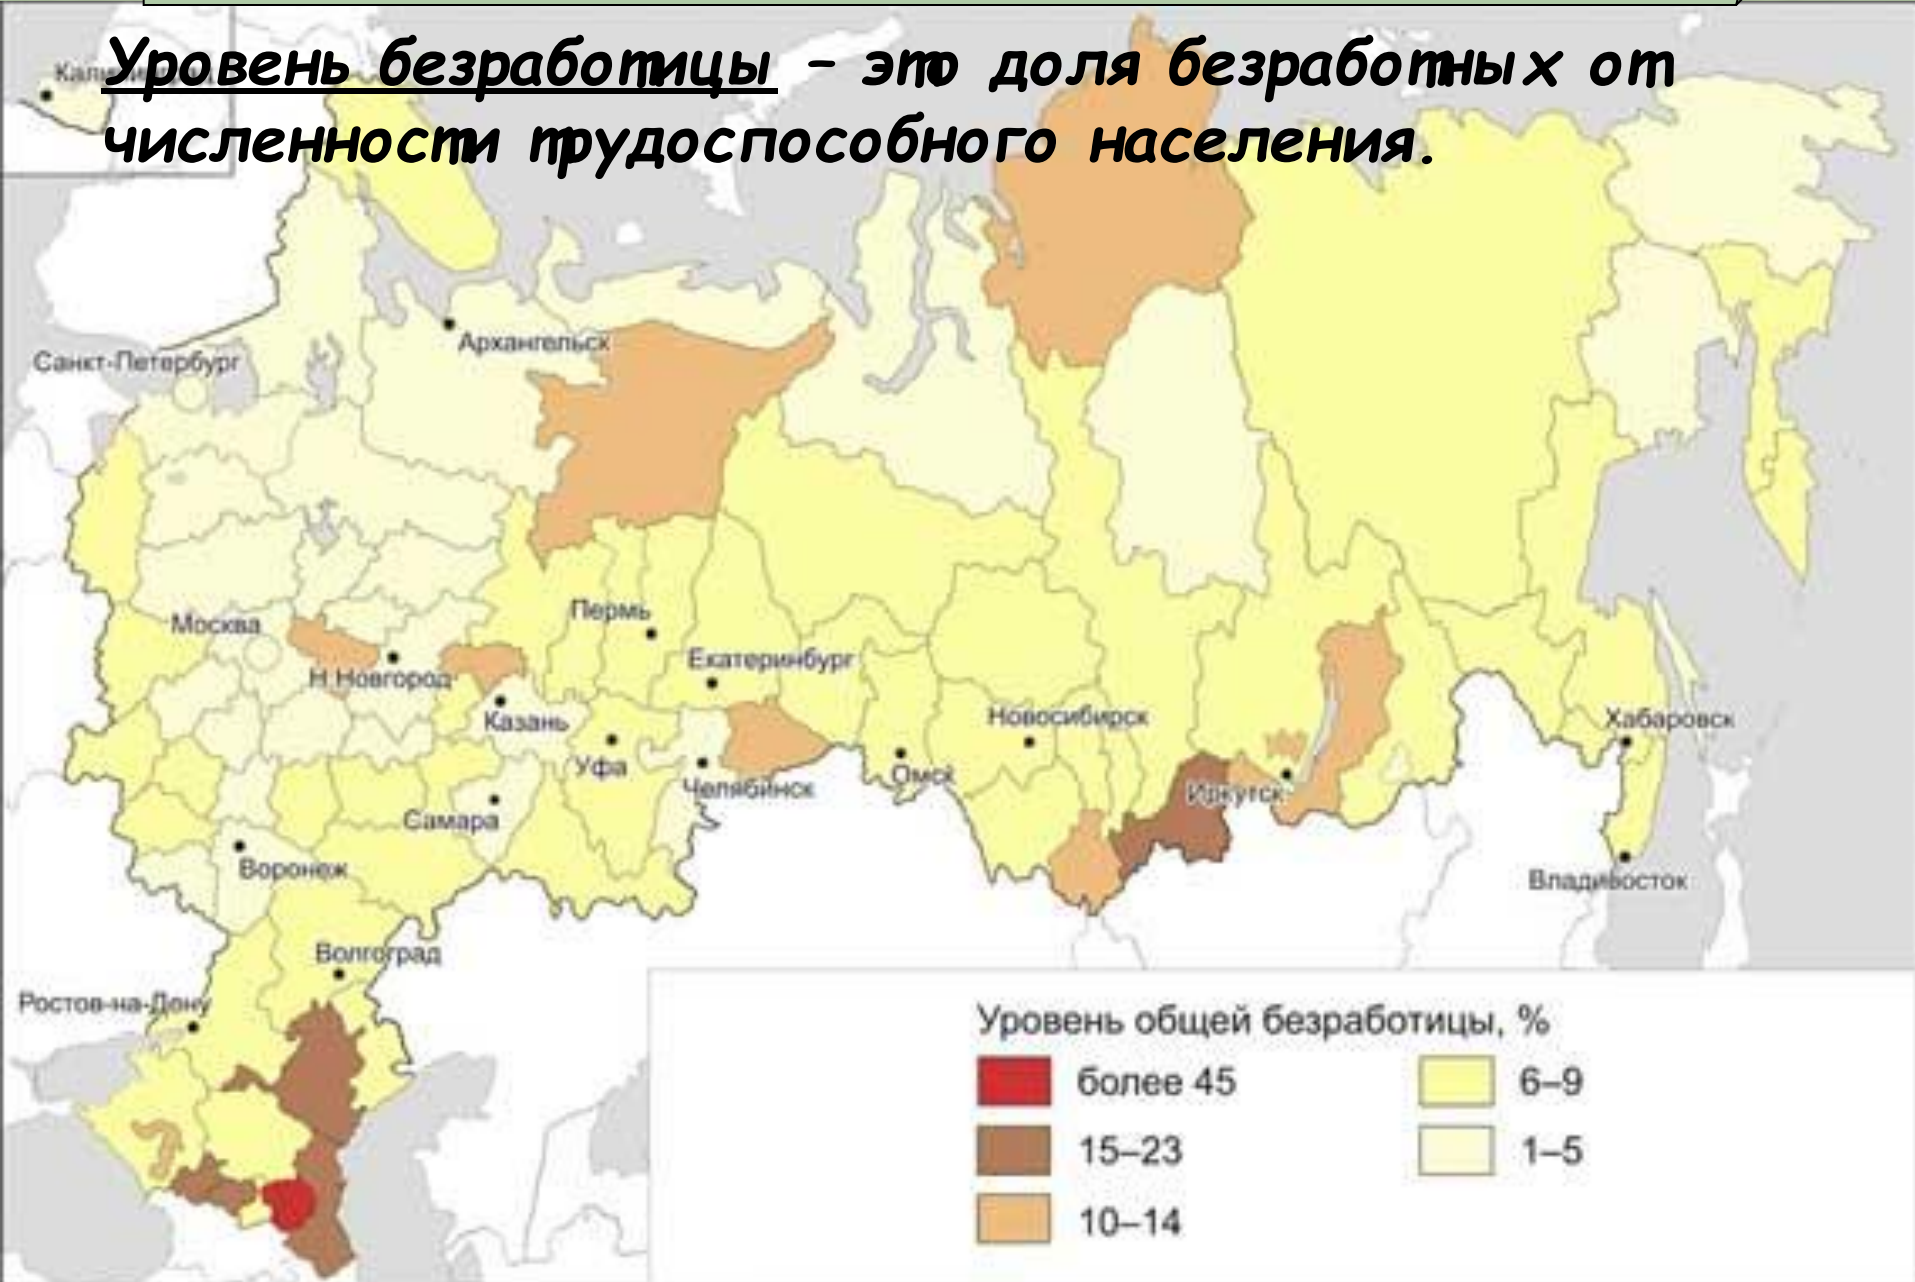 Уровень безработицы – это доля безработных от
численности трудоспособного населения.
Архангельск
Санкт-Петербург
Москва
Пермь
Екатеринбург
Н Новгород
Казань
Новосибирск
Хабаровск
Уфа
Челябинск
Омск
Иркутск
Самара
Воронеж
Владивосток
Волгоград
Ростов-на-Дону
Уровень общей безработицы, %
более 45
6–9
15–23
1–5
10–14